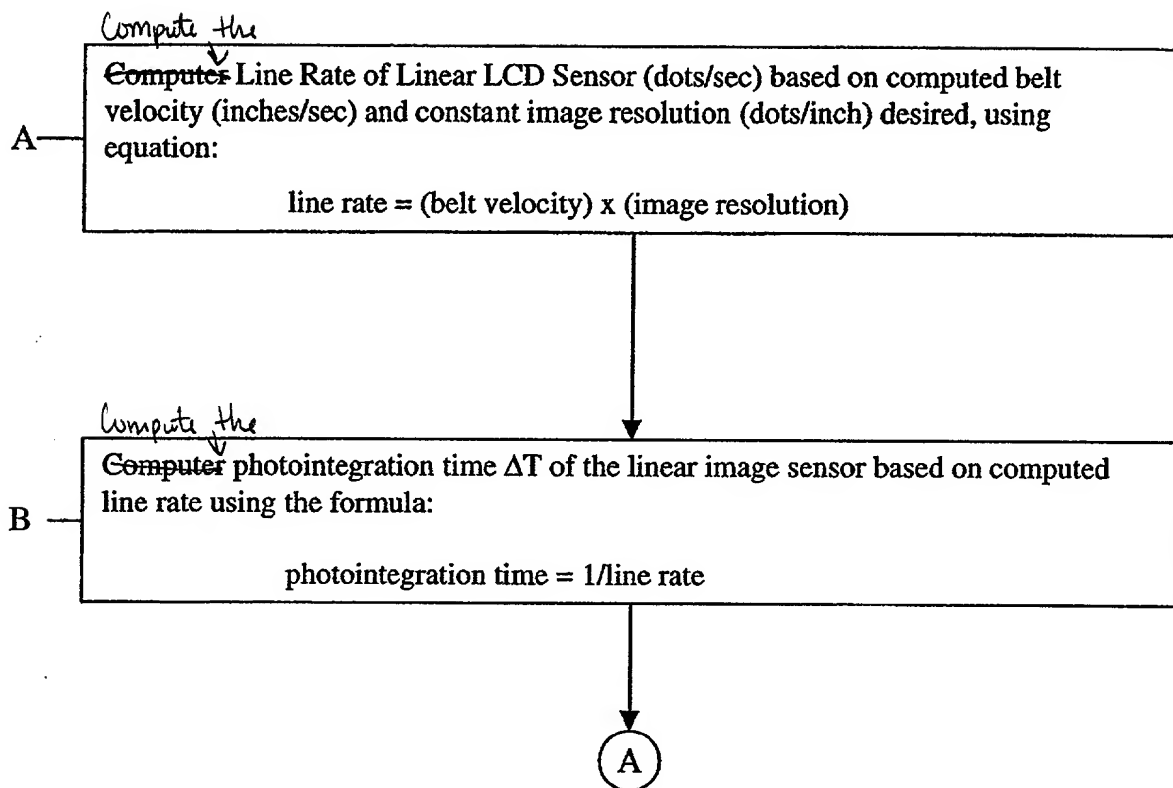 Compute the
Computer Line Rate of Linear LCD Sensor (dots/sec) based on computed belt
velocity (inches/sec) and constant image resolution (dots/inch) desired, using
A
equation:
line rate = (belt velocity) x (image resolution)
Compute the
Computer photointegration time ΔT of the linear image sensor based on computed
line rate using the formula:
B
photointegration time = 1/line rate
A